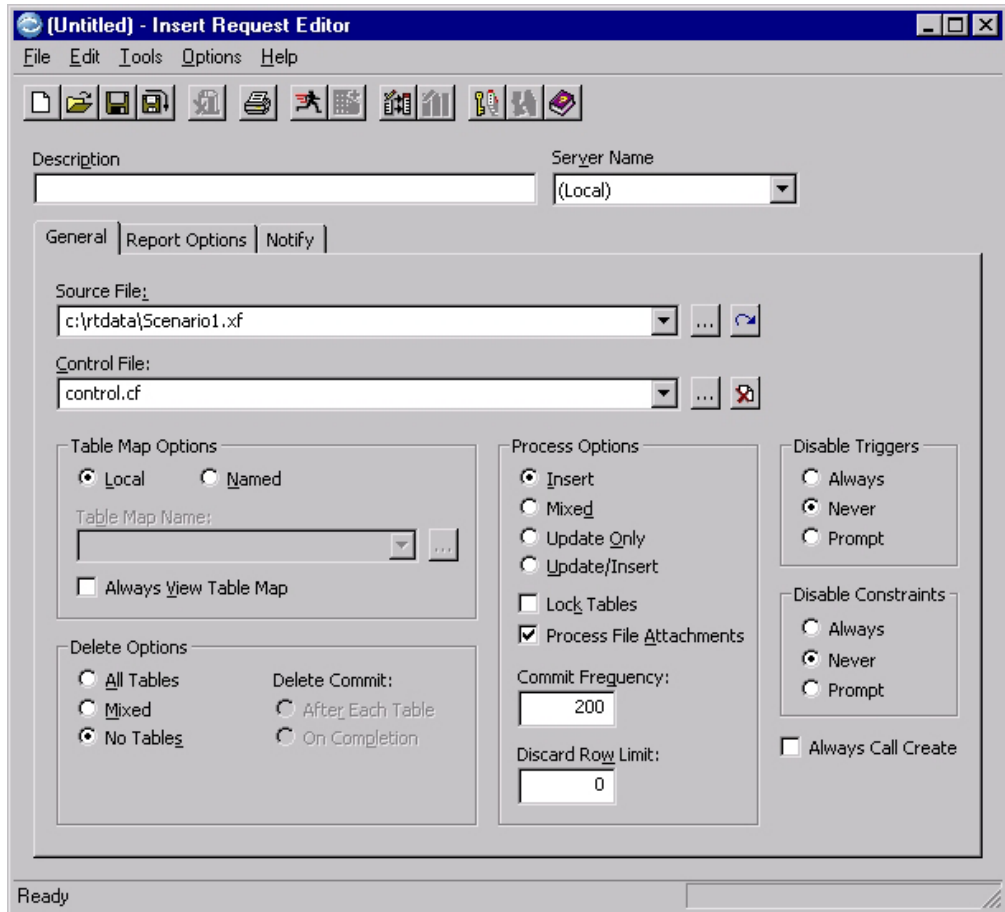 (Untitled) - Insert Request Editor
File Edit Tools Options Help
Description
Server Name
(Local)
General Report Options Notify
Source File:
c:\rtdata\Scenario1.xf
...
Control File:
control.cf
...
Table Map Options
Local Named
Table Map Name:
...
Always View Table Map
Delete Options
All Tables
Mixed
No Tables
Delete Commit:
After Each Table
On Completion
Process Options
Insert
Mixed
Update Only
Update/Insert
Lock Tables
Process File Attachments
Commit Frequency:
200
Discard Row Limit:
0
Disable Triggers
Always
Never
Prompt
Disable Constraints
Always
Never
Prompt
Always Call Create
Ready